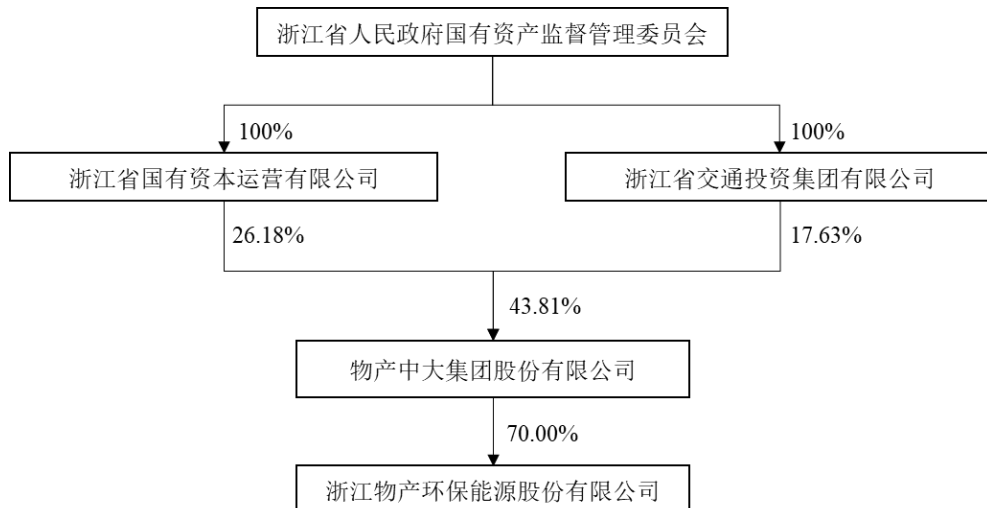 浙江省人民政府国有资产监督管理委员会
100%
100%
浙江省国有资本运营有限公司
浙江省交通投资集团有限公司
26.18%
17.63%
43.81%
物产中大集团股份有限公司
70.00%
浙江物产环保能源股份有限公司